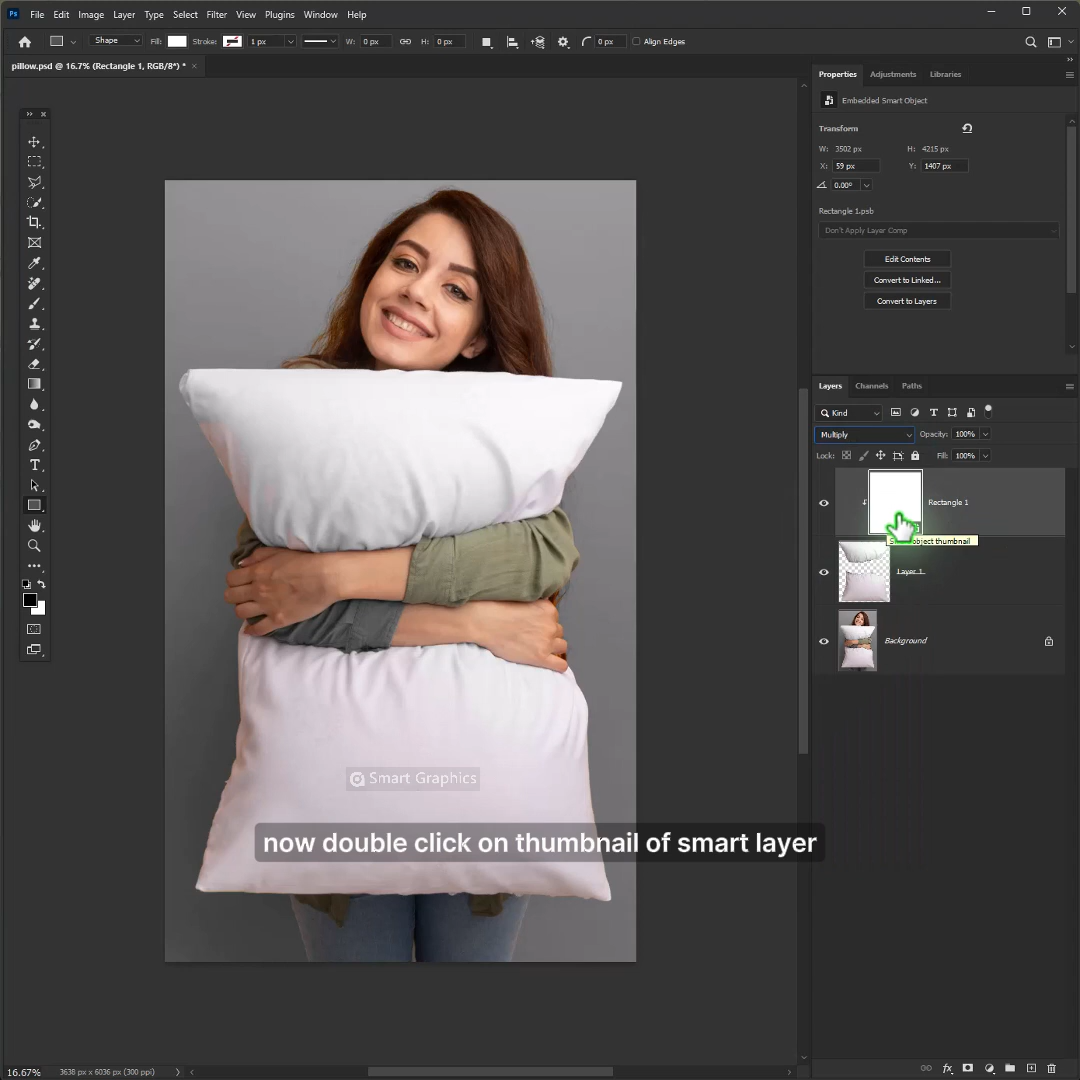 Ps File Edit Image Layer Type Select Filter View Plugins Window Help
Shape Fill: Stroke: 1 px W: 0 px H: 0 px 0 px Align Edges
pillow.psd @ 16.7% (Rectangle 1, RGB/8*) *
Properties Adjustments Libraries
Embedded Smart Object
Transform
W: 3502 px H: 4215 px
X: 59 px Y: 1407 px
0.00°
Rectangle 1.psb
Don't Apply Layer Comp
Edit Contents
Convert to Linked...
Convert to Layers
Layers Channels Paths
Kind
Multiply Opacity: 100%
Lock: Fill: 100%
Rectangle 1
object thumbnail
Layer 1
Background
Smart Graphics
now double click on thumbnail of smart layer
16.67% 3638 px x 6036 px (300 ppi)